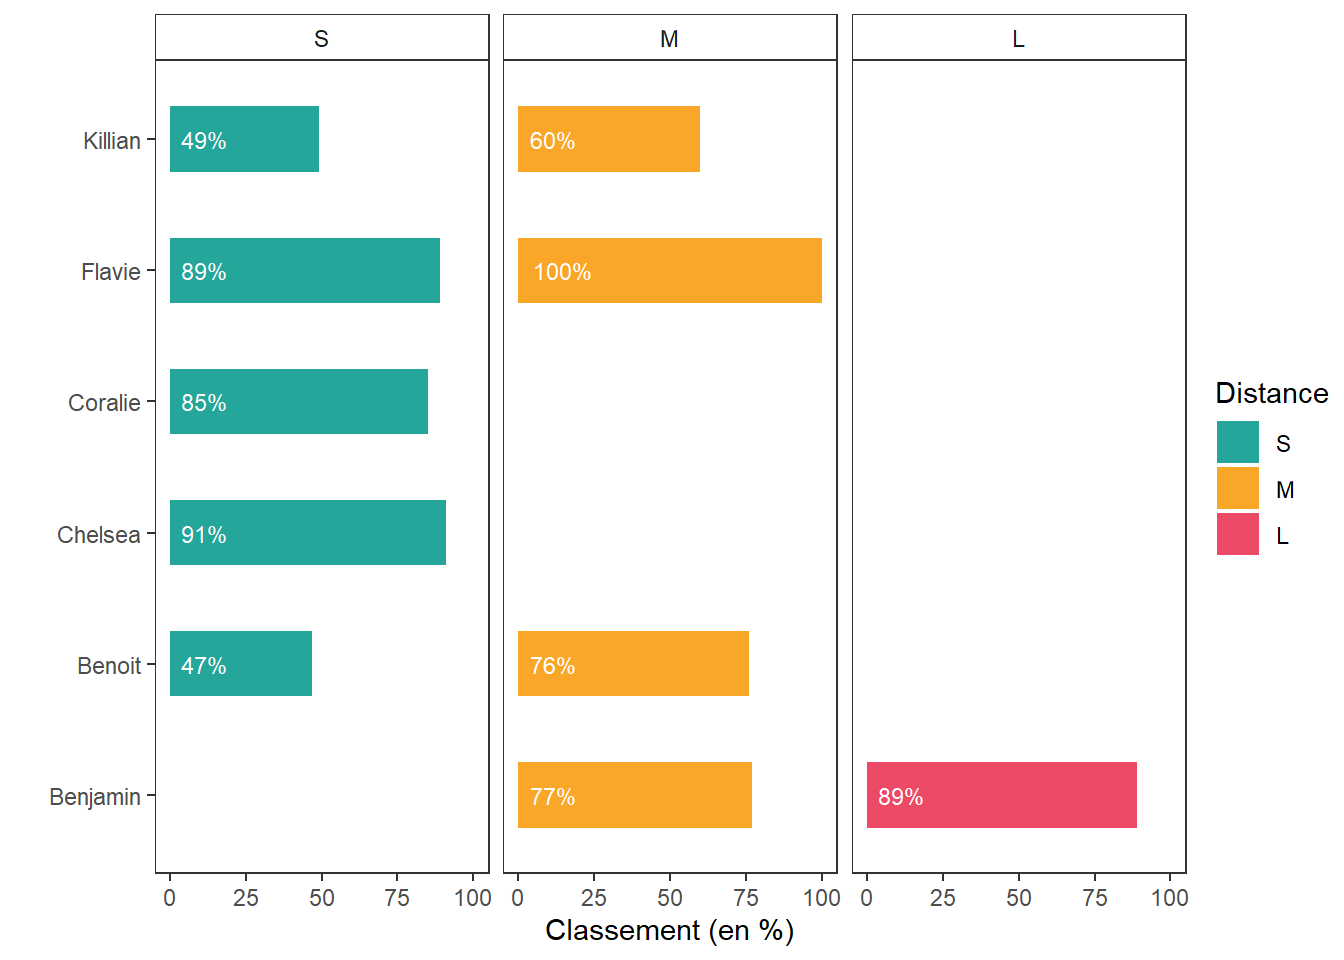 S M L
Killian 49% 60%
Flavie 89% 100%
Coralie 85%
Chelsea 91%
Benoit 47% 76%
Benjamin 77% 89%
0 25 50 75 100 0 25 50 75 100 0 25 50 75 100
Classement (en %)
Distance
S
M
L